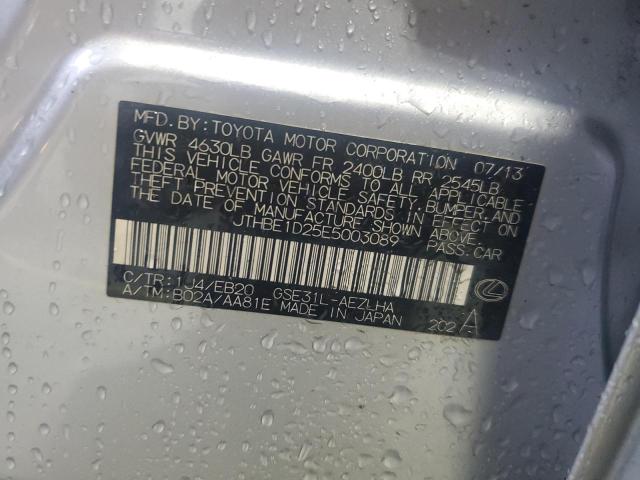 MFD. BY: TOYOTA MOTOR CORPORATION 07/13
GVWR 4630LB GAWR FR 2400LB RR 2545LB
THIS VEHICLE CONFORMS TO ALL APPLICABLE
FEDERAL MOTOR VEHICLE SAFETY, BUMPER, AND
THEFT PREVENTION STANDARDS IN EFFECT ON
THE DATE OF MANUFACTURE SHOWN ABOVE.
JTHBE1D25E5003089 PASS. CAR
C/TR: 1J4/EB20 GSE31L-AEZLHA
A/TM: B02A/AA81E MADE IN JAPAN 202 A